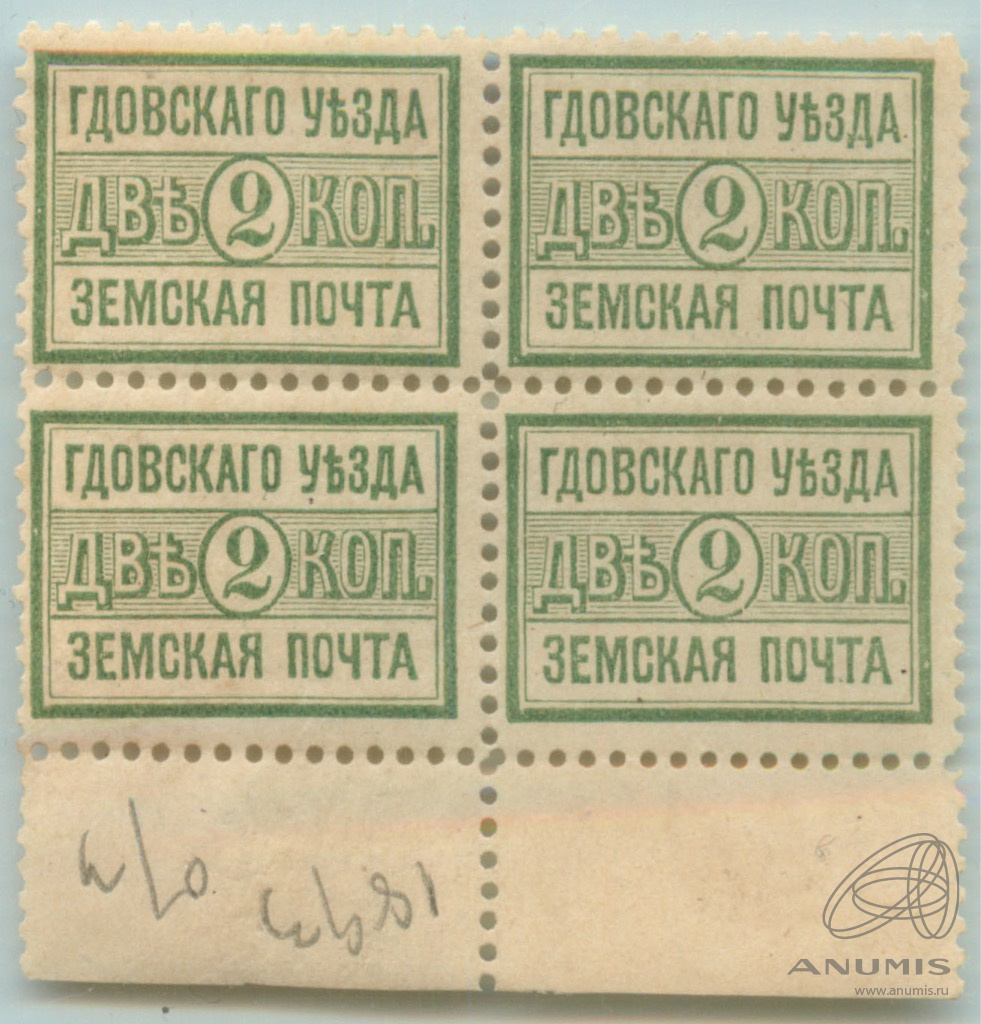 ГДОВСКАГО УѢЗДА
ДВѢ 2 КОП.
ЗЕМСКАЯ ПОЧТА
ГДОВСКАГО УѢЗДА
ДВѢ 2 КОП.
ЗЕМСКАЯ ПОЧТА
ГДОВСКАГО УѢЗДА
ДВѢ 2 КОП.
ЗЕМСКАЯ ПОЧТА
ГДОВСКАГО УѢЗДА
ДВѢ 2 КОП.
ЗЕМСКАЯ ПОЧТА
ANUMIS
www.anumis.ru